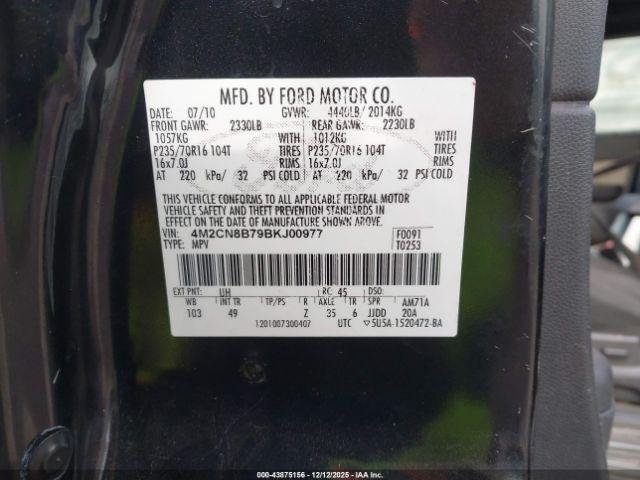 MFD. BY FORD MOTOR CO.
DATE: 07/10 GVWR: 4440LB/ 2014KG
FRONT GAWR: 2330LB REAR GAWR: 2230LB
1057KG WITH 1012KG WITH
P235/70R16 104T TIRES P235/70R16 104T TIRES
16x7.0J RIMS 16x7.0J RIMS
AT 220 kPa/ 32 PSI COLD AT 220 kPa/ 32 PSI COLD
THIS VEHICLE CONFORMS TO ALL APPLICABLE FEDERAL MOTOR
VEHICLE SAFETY AND THEFT PREVENTION STANDARDS IN
EFFECT ON THE DATE OF MANUFACTURE SHOWN ABOVE.
VIN: 4M2CN8B79BKJ00977 F0091
TYPE: MPV T0253
EXT PNT: UH RC: 45 DSO:
WB INT TR TP/PS R AXLE TR SPR AM71A
103 49 Z 35 6 JJDD 20A
1201007300407 UTC ▽5U5A-1520472-BA
© - 43875156 - 12/12/2025 - IAA Inc.